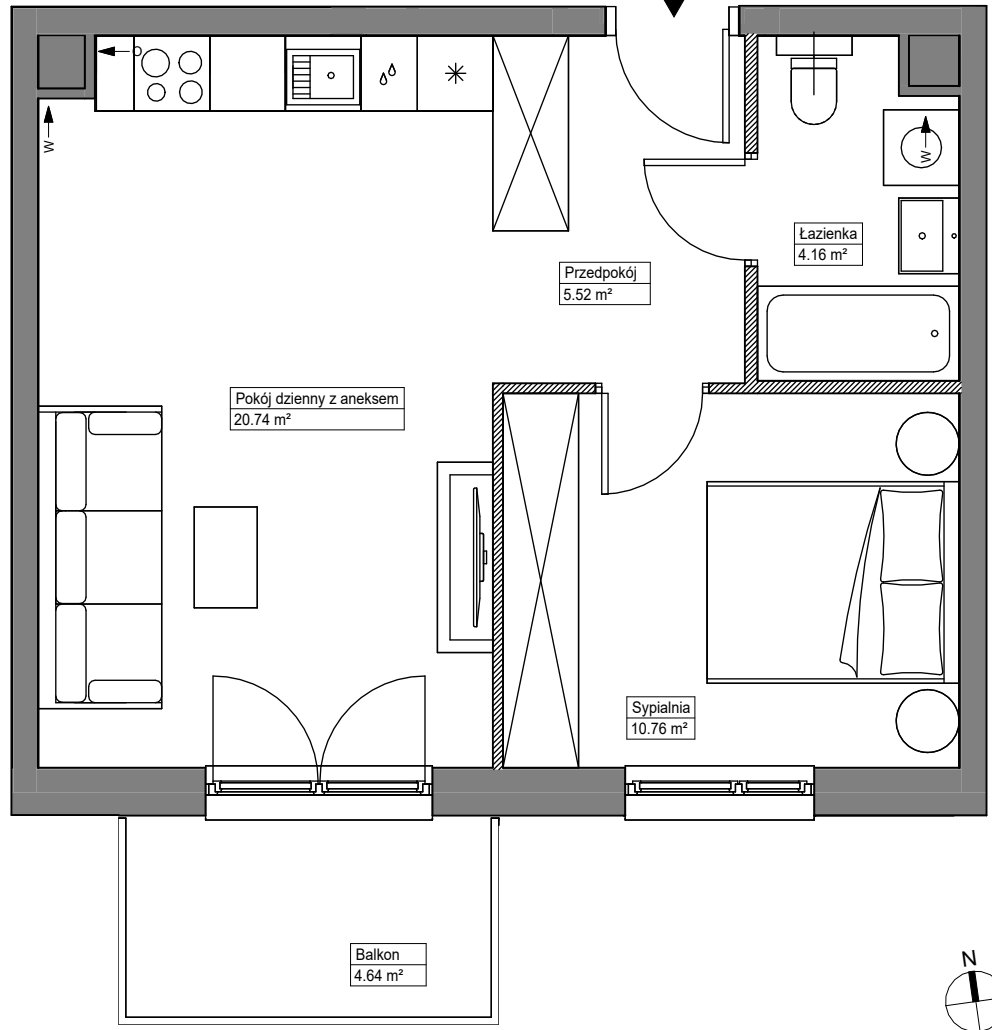 O
W
W
Łazienka
4.16 m²
Przedpokój
5.52 m²
Pokój dzienny z aneksem
20.74 m²
Sypialnia
10.76 m²
Balkon
4.64 m²
N